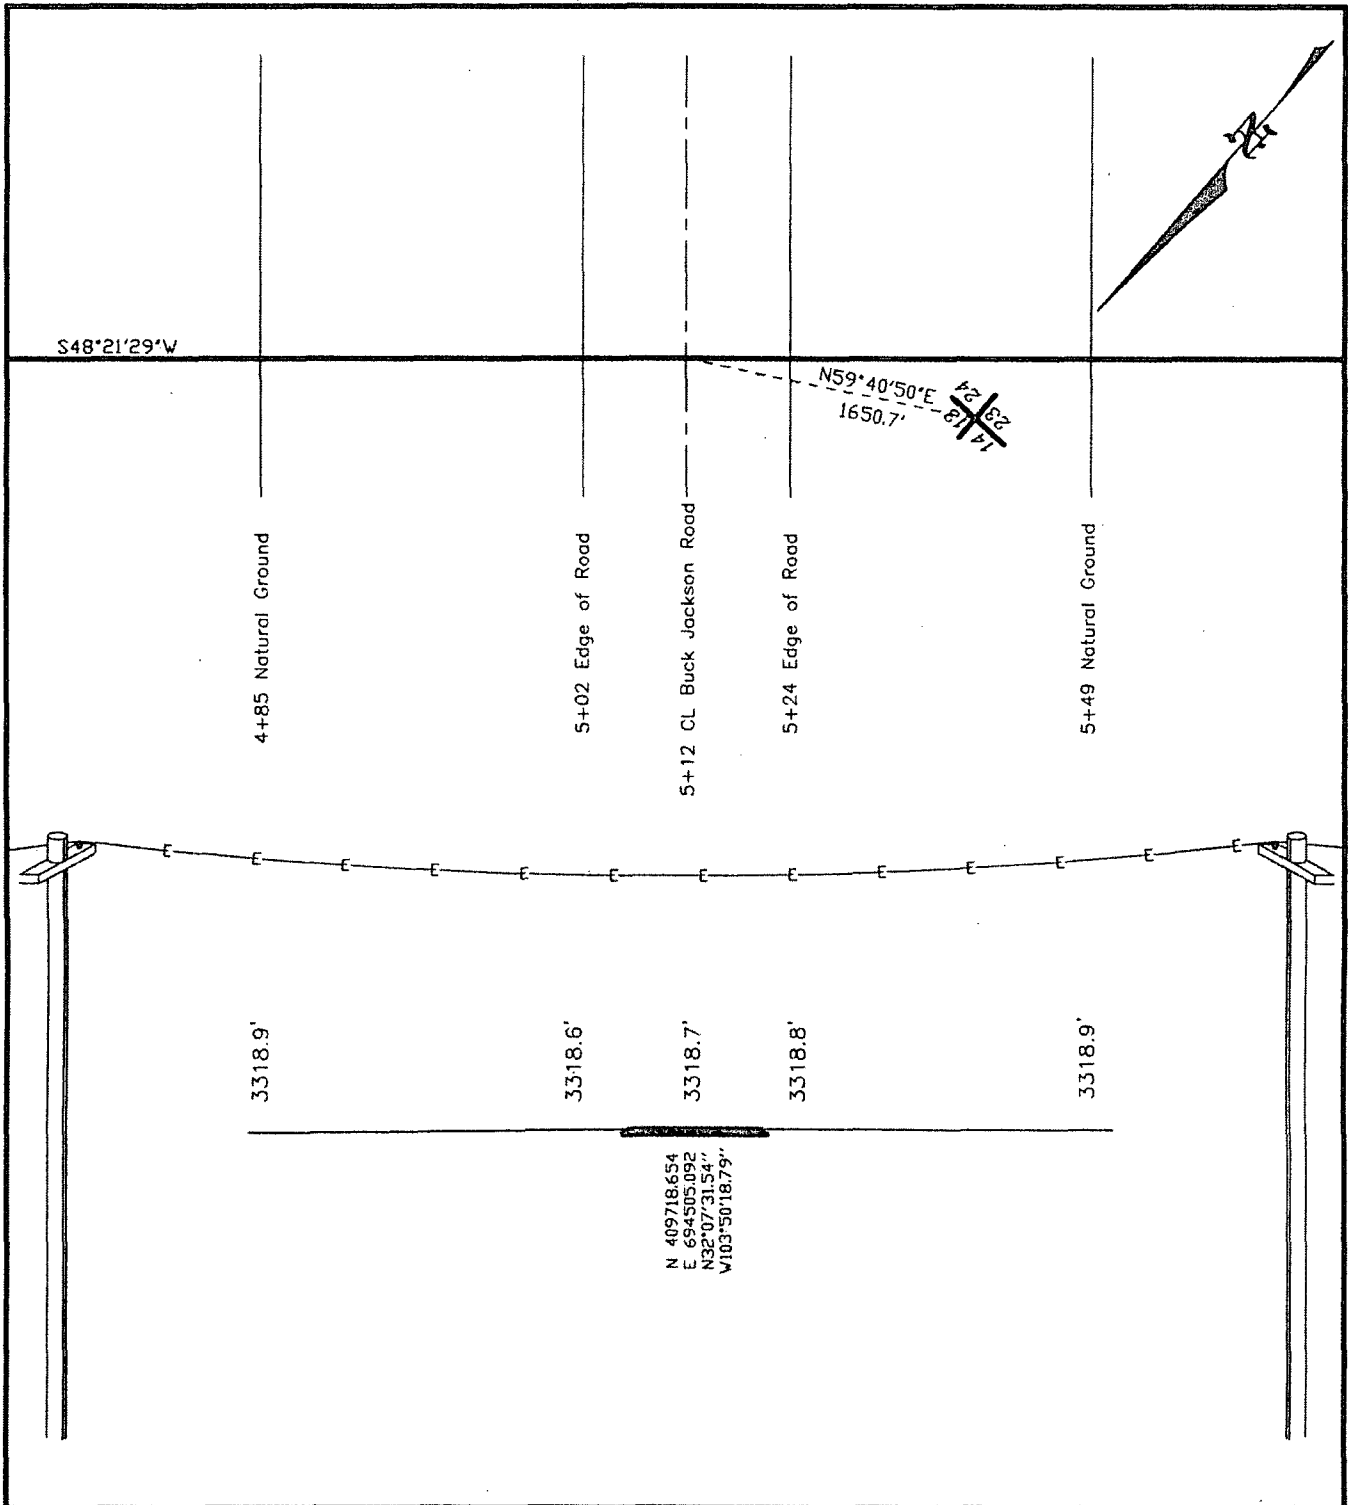 N
S48°21'29"W
N59°40'50"E
1650.7'
13
24
14
23
4+85 Natural Ground
5+02 Edge of Road
5+12 CL Buck Jackson Road
5+24 Edge of Road
5+49 Natural Ground
E E E E E E E E E E E E E
3318.9'
3318.6'
3318.7'
3318.8'
3318.9'
N 409718.654
E 694505.092
N32°07'31.54"
W103°50'18.79"